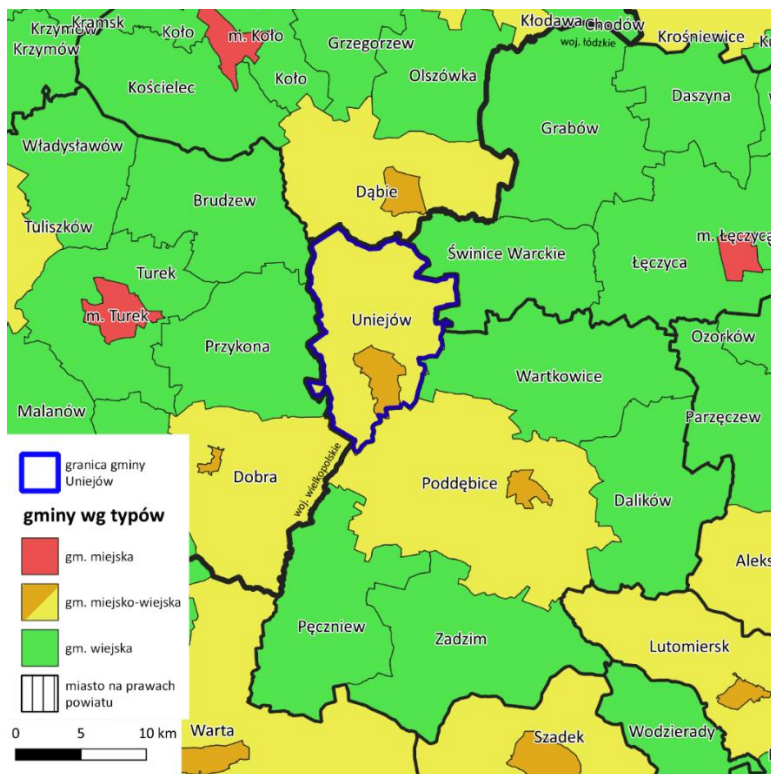 Kramsk
Krzymów
Krzymów
Koło
m. Koło
Koło
Grzegorzew
Kłodawa
Chodów
woj. łódzkie
Krośniewice
Kościelec
Olszówka
Daszyna
Grabów
Władysławów
Brudzew
Dąbie
Tuliszków
Turek
m. Turek
Świnice Warckie
m. Łęczyca
Łęczyca
Uniejów
Przykona
Ozorków
Wartkowice
Malanów
Parzęczew
Dobra
woj. wielkopolskie
Poddębice
Dalików
Aleks
Pęczniew
Zadzim
Lutomiersk
Warta
Szadek
Wodzierady
granica gminy
Uniejów
gminy wg typów
gm. miejska
gm. miejsko-wiejska
gm. wiejska
miasto na prawach
powiatu
0 5 10 km